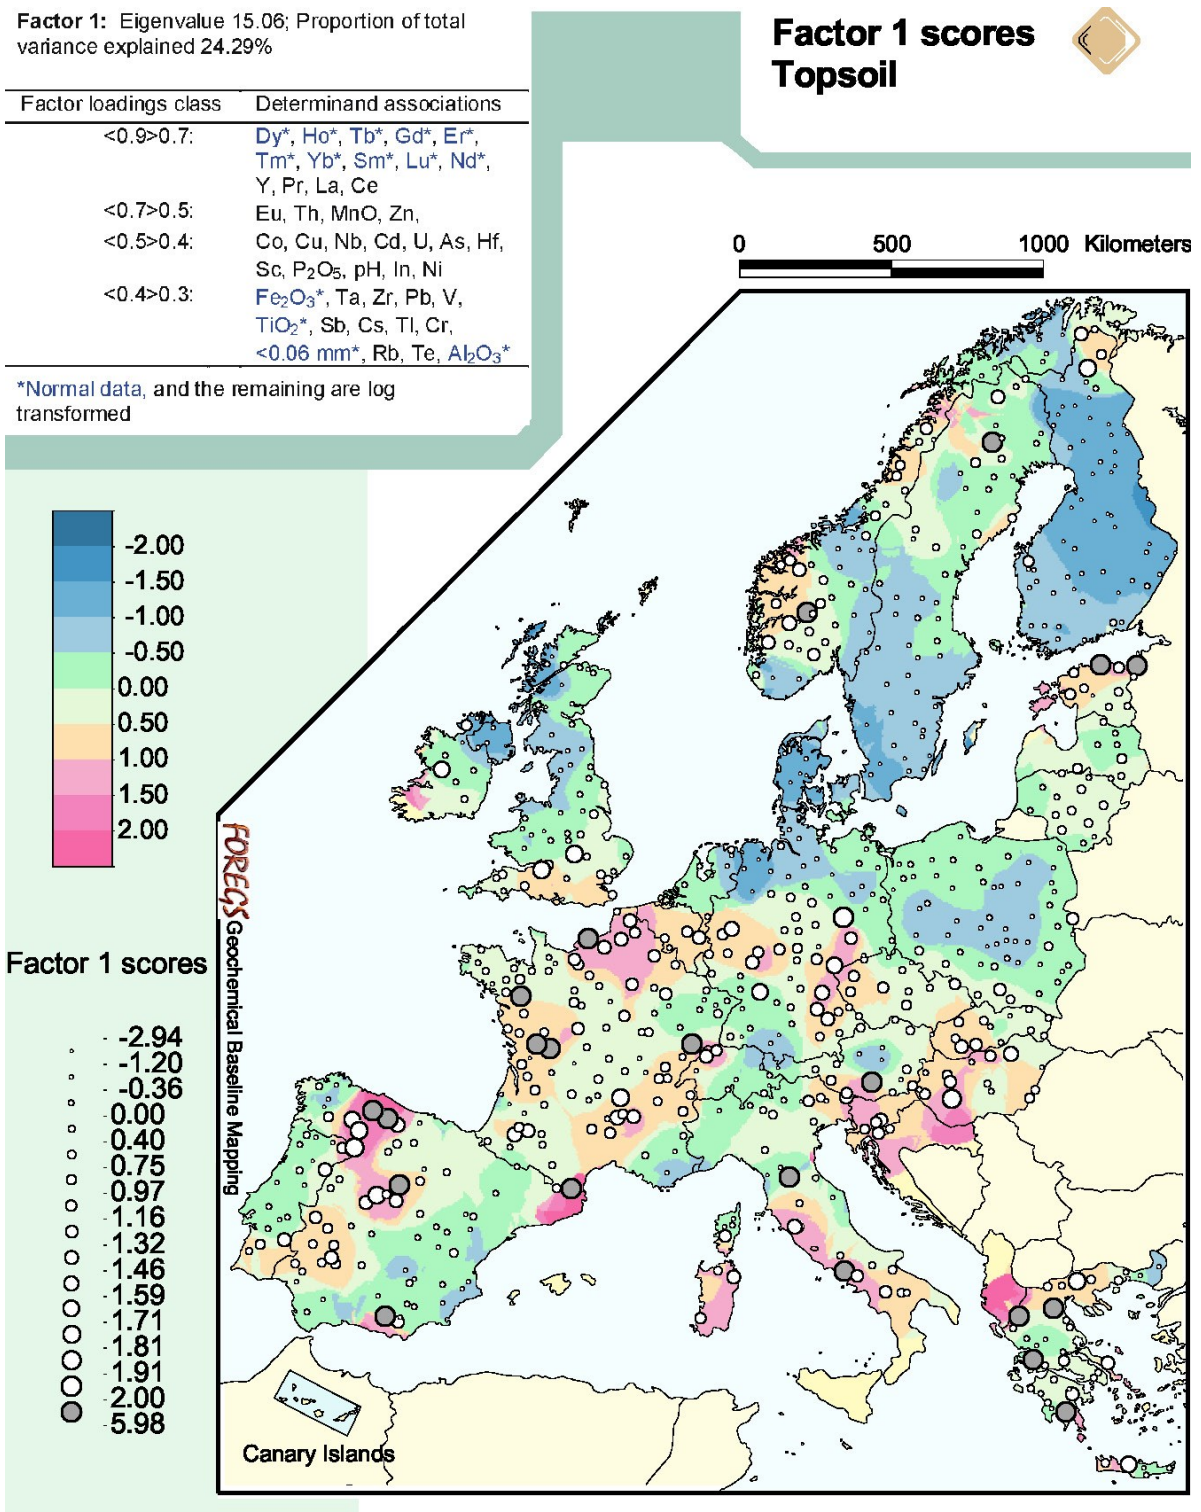 Factor 1: Eigenvalue 15.06; Proportion of total
variance explained 24.29%
Factor loadings class Determinand associations
<0.9>0.7: Dy*, Ho*, Tb*, Gd*, Er*,
Tm*, Yb*, Sm*, Lu*, Nd*,
Y, Pr, La, Ce
<0.7>0.5: Eu, Th, MnO, Zn,
<0.5>0.4: Co, Cu, Nb, Cd, U, As, Hf,
Sc, P₂O₅, pH, In, Ni
<0.4>0.3: Fe₂O₃*, Ta, Zr, Pb, V,
TiO₂*, Sb, Cs, Tl, Cr,
<0.06 mm*, Rb, Te, Al₂O₃*
*Normal data, and the remaining are log
transformed
Factor 1 scores
Topsoil
0 500 1000 Kilometers
-2.00
-1.50
-1.00
-0.50
0.00
0.50
1.00
1.50
2.00
FOREGS Geochemical Baseline Mapping
Factor 1 scores
-2.94
-1.20
-0.36
0.00
0.40
0.75
0.97
1.16
1.32
1.46
1.59
1.71
1.81
1.91
2.00
5.98
Canary Islands